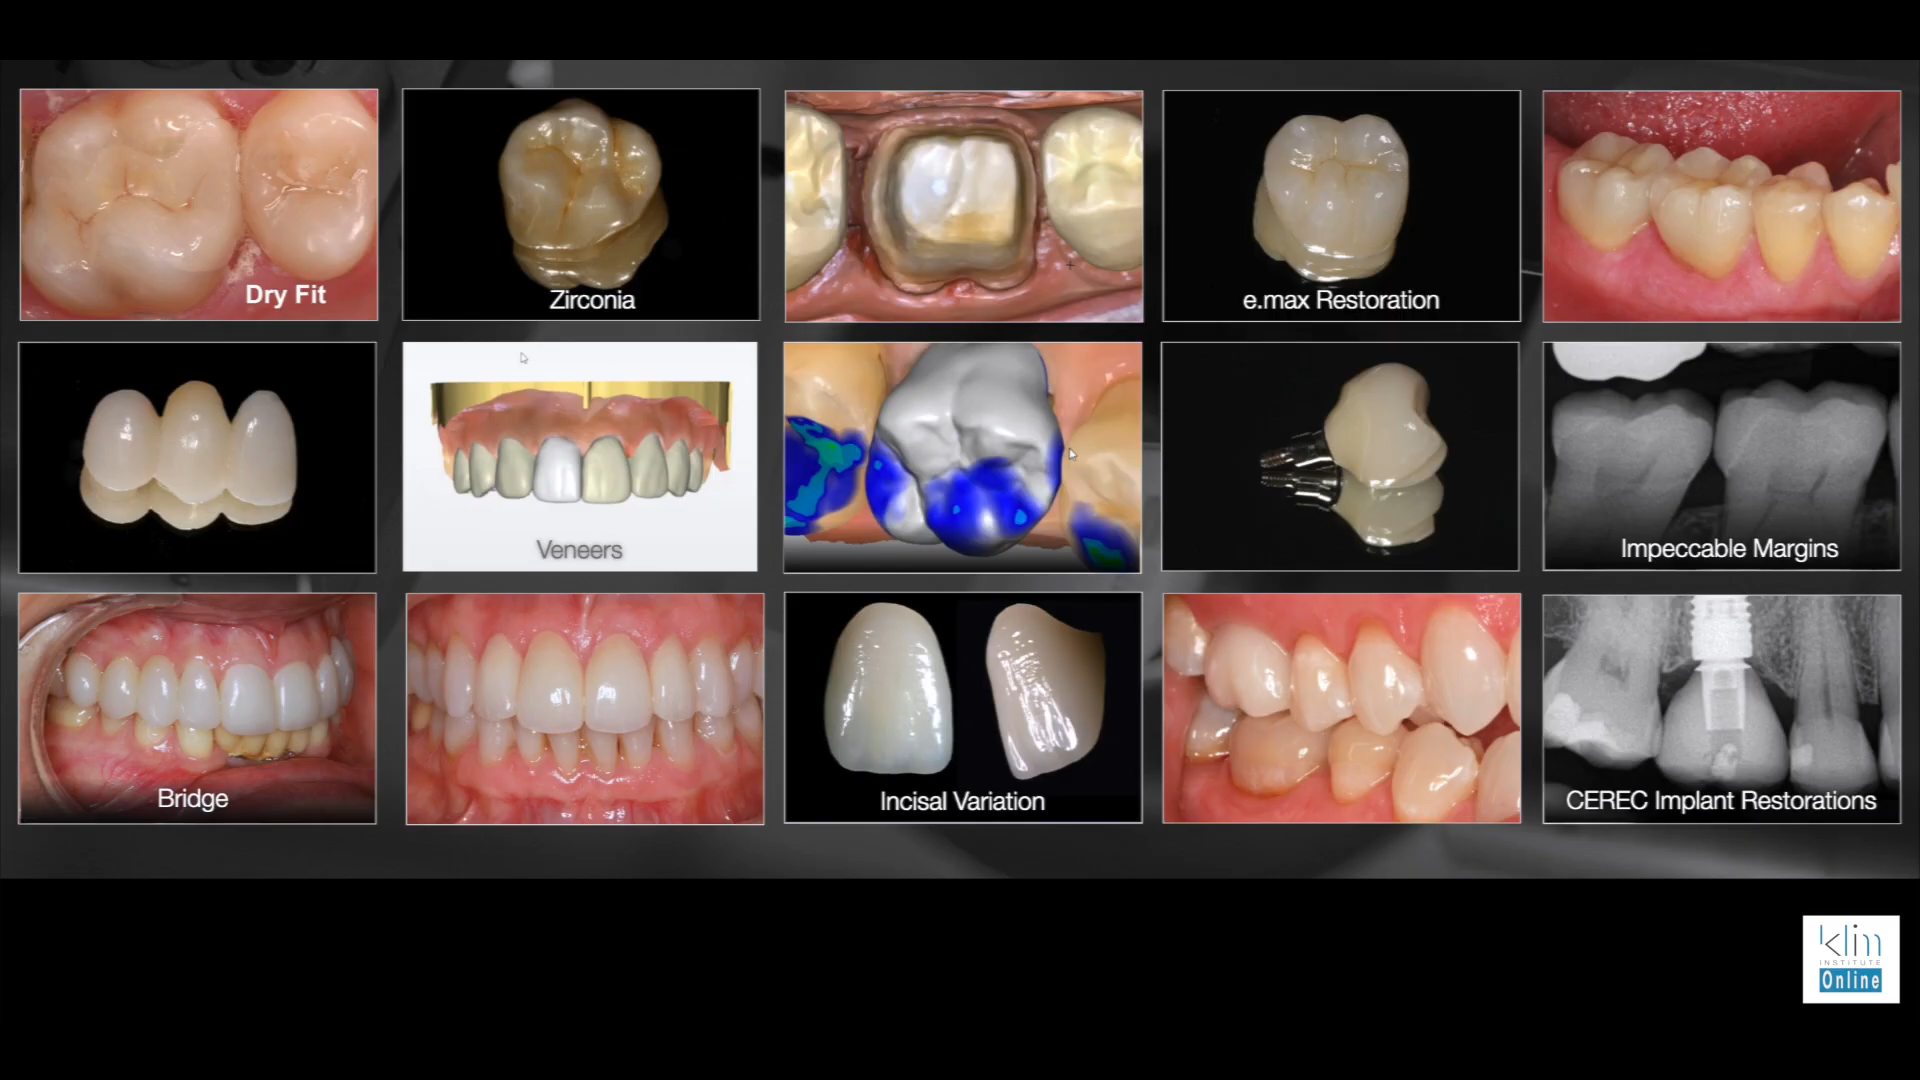 Dry Fit
Zirconia
e.max Restoration
Veneers
Impeccable Margins
Bridge
Incisal Variation
CEREC Implant Restorations
klim
INSTITUTE
Online